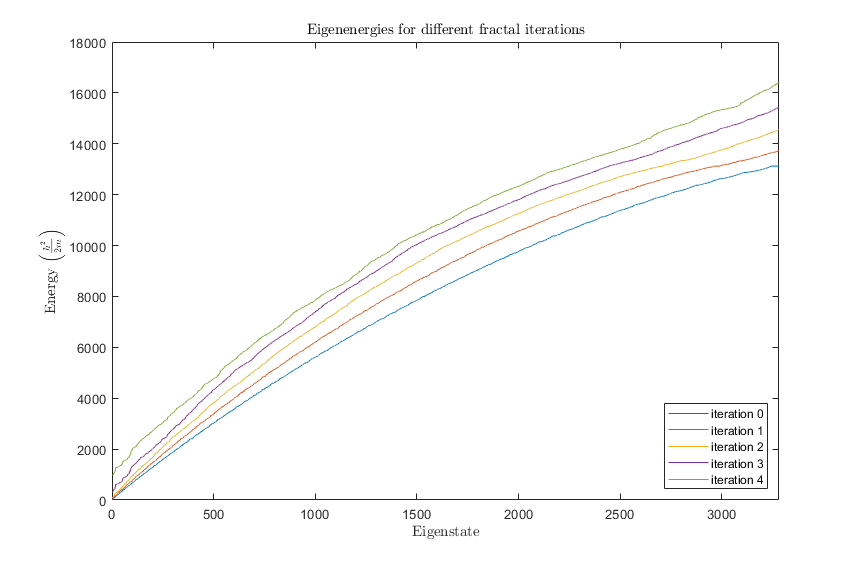 Eigenenergies for different fractal iterations
18000
16000
14000
12000
10000
8000
6000
4000
2000
0
Energy (ħ²/2m)
0 500 1000 1500 2000 2500 3000
Eigenstate
iteration 0
iteration 1
iteration 2
iteration 3
iteration 4